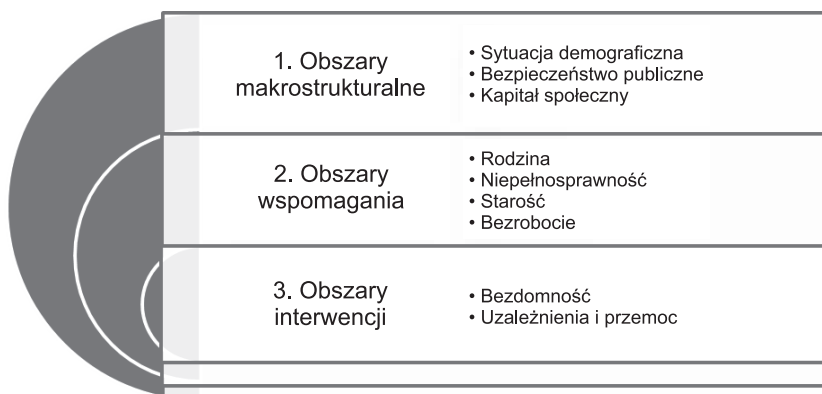 1. Obszary
makrostrukturalne
• Sytuacja demograficzna
• Bezpieczeństwo publiczne
• Kapitał społeczny
2. Obszary
wspomagania
• Rodzina
• Niepełnosprawność
• Starość
• Bezrobocie
3. Obszary
interwencji
• Bezdomność
• Uzależnienia i przemoc